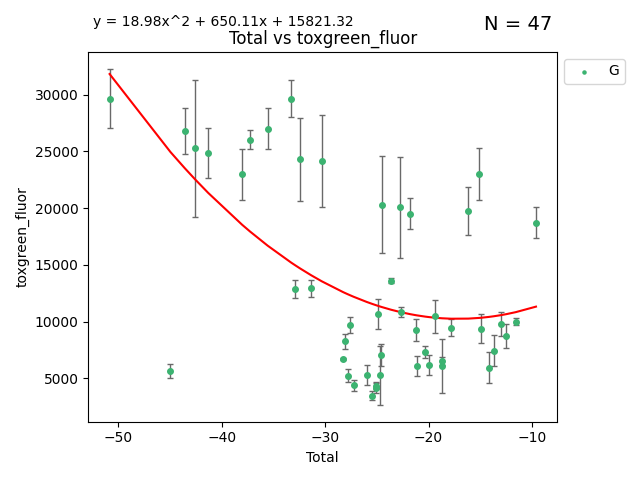 y = 18.98x^2 + 650.11x + 15821.32
N = 47
Total vs toxgreen_fluor
G
30000
25000
20000
15000
10000
5000
toxgreen_fluor
−50 −40 −30 −20 −10
Total